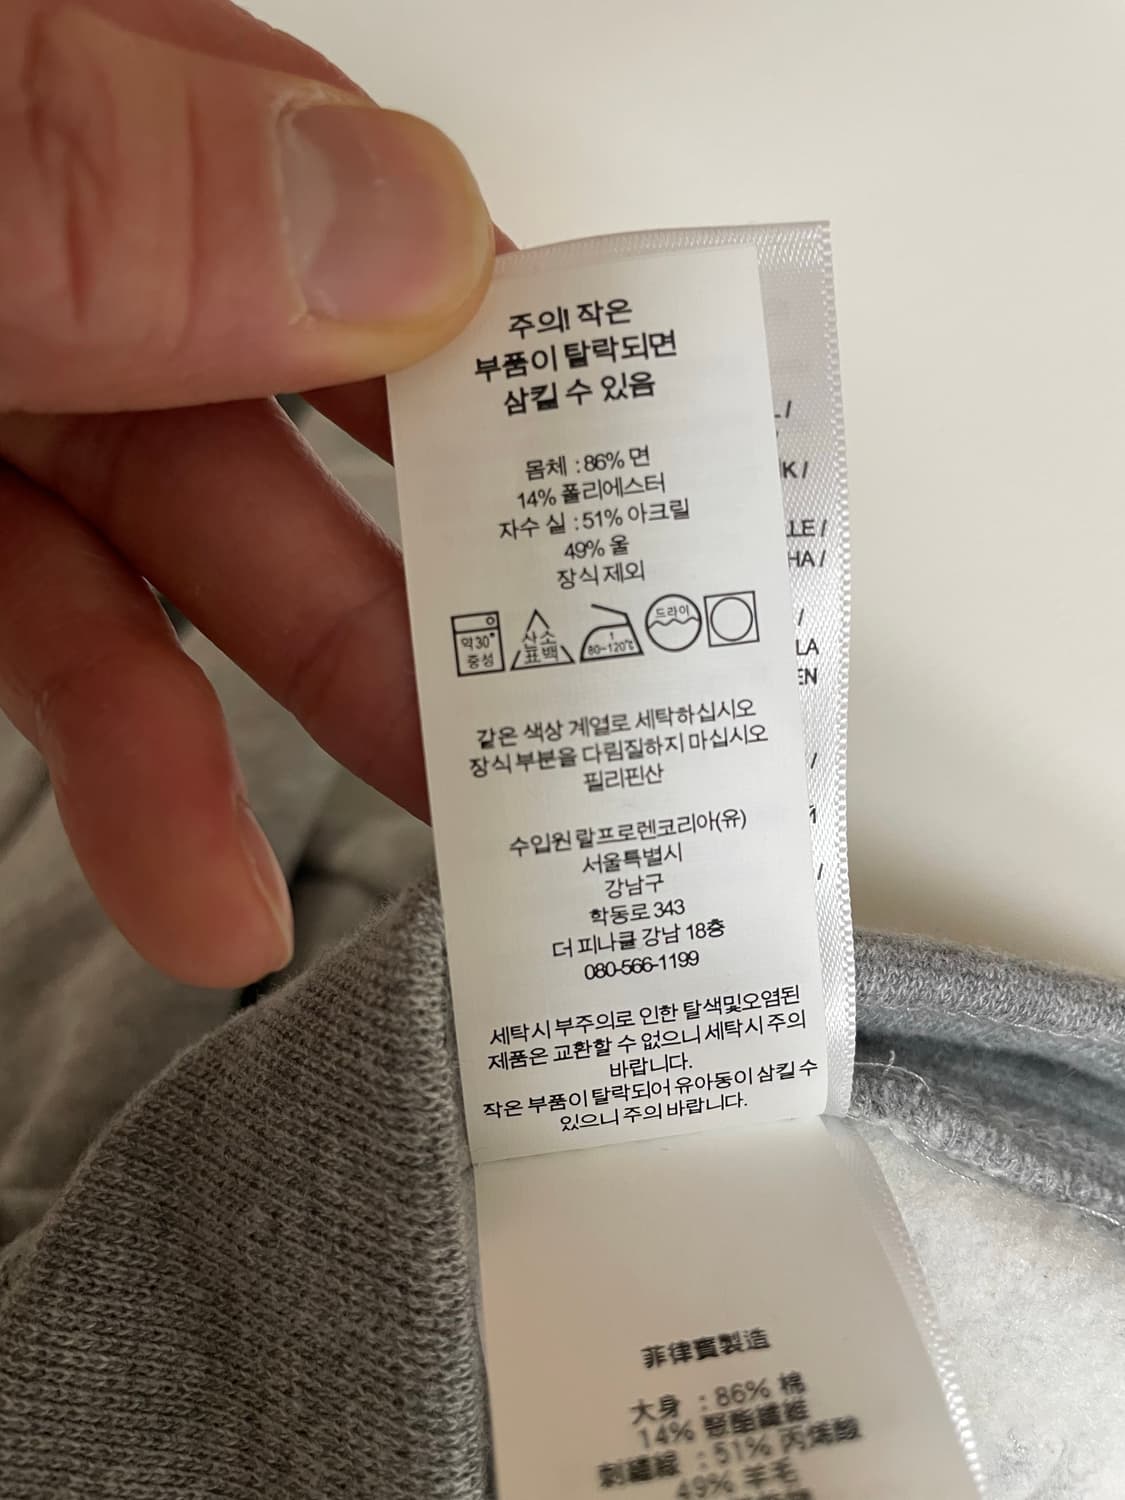 주의! 작은
부품이 탈락되면
삼킬 수 있음
몸체 : 86% 면
14% 폴리에스터
자수 실 : 51% 아크릴
49% 울
장식 제외
약30°
중성
산소
표백
1
80~120℃
드라이
같은 색상 계열로 세탁하십시오
장식 부분을 다림질하지 마십시오
필리핀산
수입원 랄프로렌코리아(유)
서울특별시
강남구
학동로 343
더 피나클 강남 18층
080-566-1199
세탁시 부주의로 인한 탈색및오염된
제품은 교환할 수 없으니 세탁시 주의
바랍니다.
작은 부품이 탈락되어 유아동이 삼킬 수
있으니 주의 바랍니다.
K /
LLE /
HA /
/
LA
EN
/
/
菲律賓製造
大身 : 86% 棉
14% 聚酯纖維
刺繡線 : 51% 丙烯酸
49% 羊毛